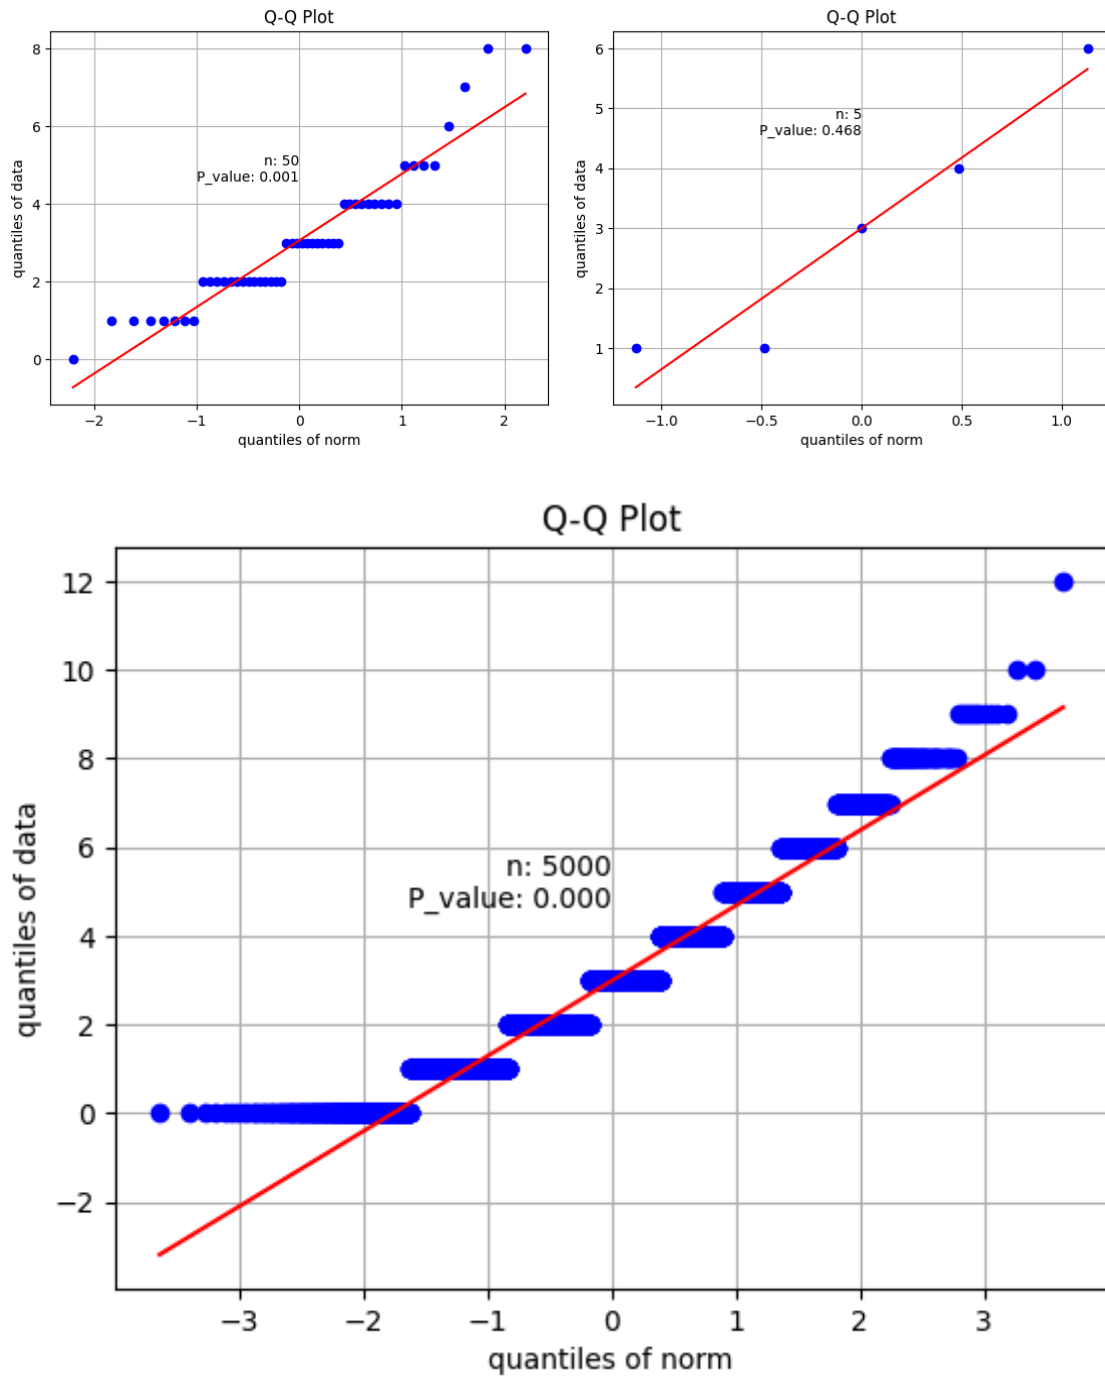 Q-Q Plot
8
6
4
2
0
quantiles of data
n: 50
P_value: 0.001
−2
−1
0
1
2
quantiles of norm
Q-Q Plot
6
5
4
3
2
1
quantiles of data
n: 5
P_value: 0.468
−1.0
−0.5
0.0
0.5
1.0
quantiles of norm
Q-Q Plot
12
10
8
6
4
2
0
−2
quantiles of data
n: 5000
P_value: 0.000
−3
−2
−1
0
1
2
3
quantiles of norm